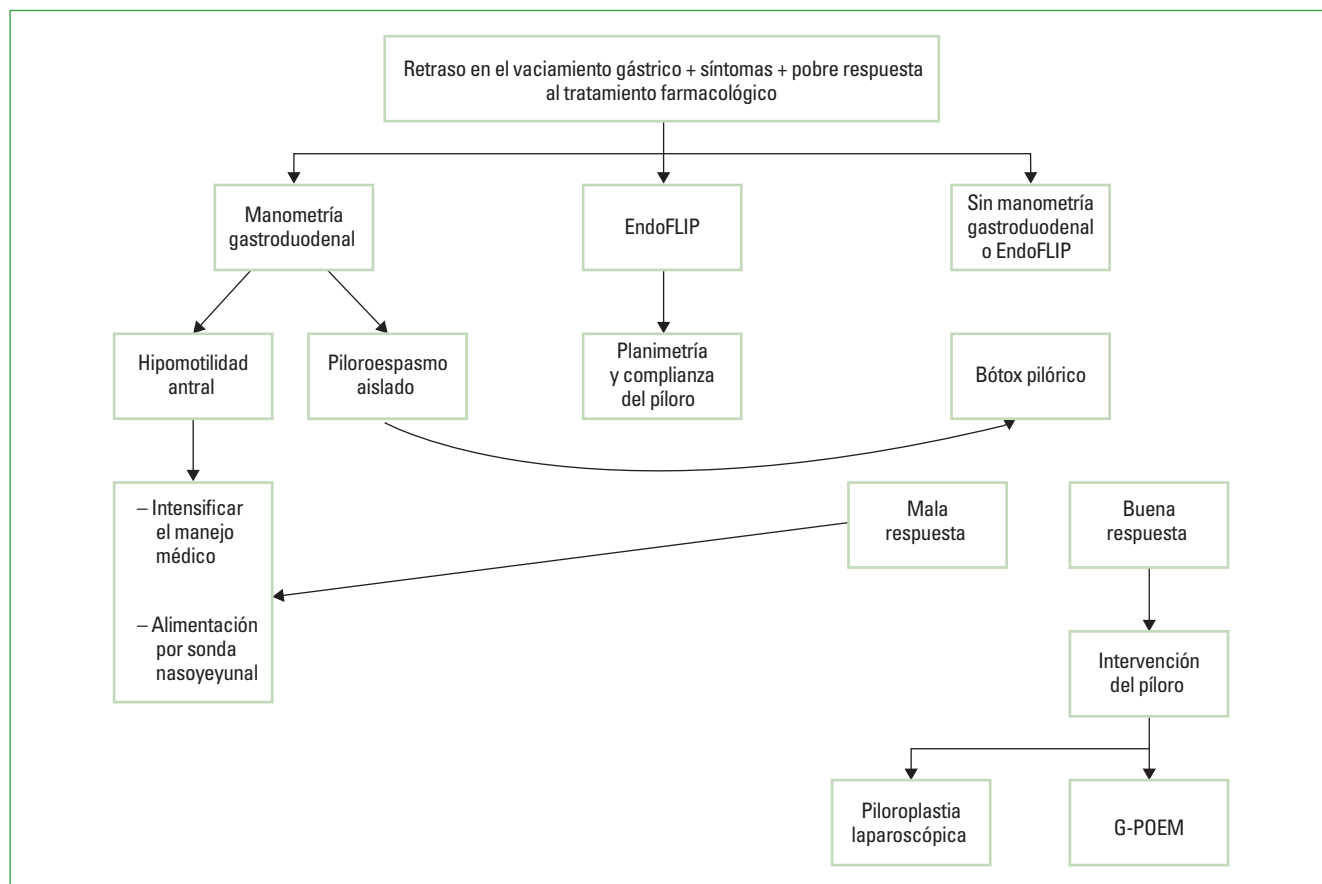 Retraso en el vaciamiento gástrico + síntomas + pobre respuesta
al tratamiento farmacológico
Manometría
gastroduodenal
EndoFLIP
Sin manometría
gastroduodenal
o EndoFLIP
Hipomotilidad
antral
Piloroespasmo
aislado
Planimetría
y complianza
del píloro
Bótox pilórico
– Intensificar
el manejo
médico
– Alimentación
por sonda
nasoyeyunal
Mala
respuesta
Buena
respuesta
Intervención
del píloro
Piloroplastia
laparoscópica
G-POEM